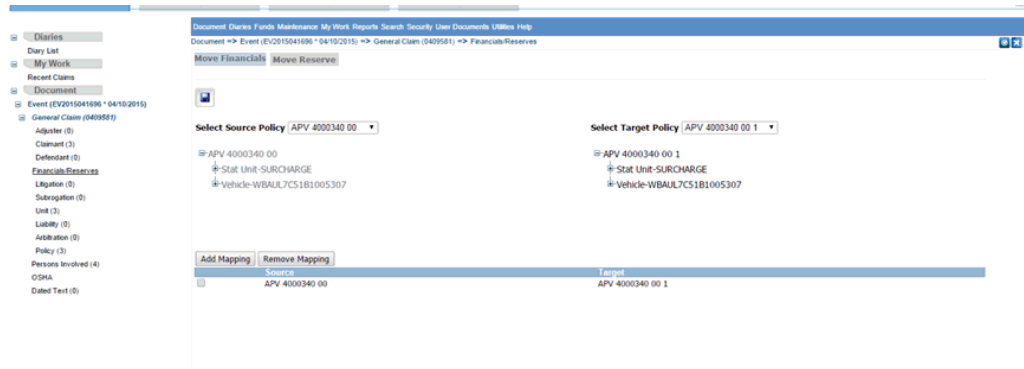 Document Diaries Funds Maintenance My Work Reports Search Security User Documents Utilities Help
Document => Event (EV2015041696 * 04/10/2015) => General Claim (0409581) => Financials/Reserves
Diaries
Diary List
My Work
Recent Claims
Document
Event (EV2015041696 * 04/10/2015)
General Claim (0409581)
Adjuster (0)
Claimant (3)
Defendant (0)
Financials/Reserves
Litigation (0)
Subrogation (0)
Unit (3)
Liability (0)
Arbitration (0)
Policy (3)
Persons Involved (4)
OSHA
Dated Text (0)
Move Financials Move Reserve
Select Source Policy APV 4000340 00
APV 4000340 00
Stat Unit-SURCHARGE
Vehicle-WBAUL7C51B1005307
Select Target Policy APV 4000340 00 1
APV 4000340 00 1
Stat Unit-SURCHARGE
Vehicle-WBAUL7C51B1005307
Add Mapping Remove Mapping
Source Target
APV 4000340 00 APV 4000340 00 1